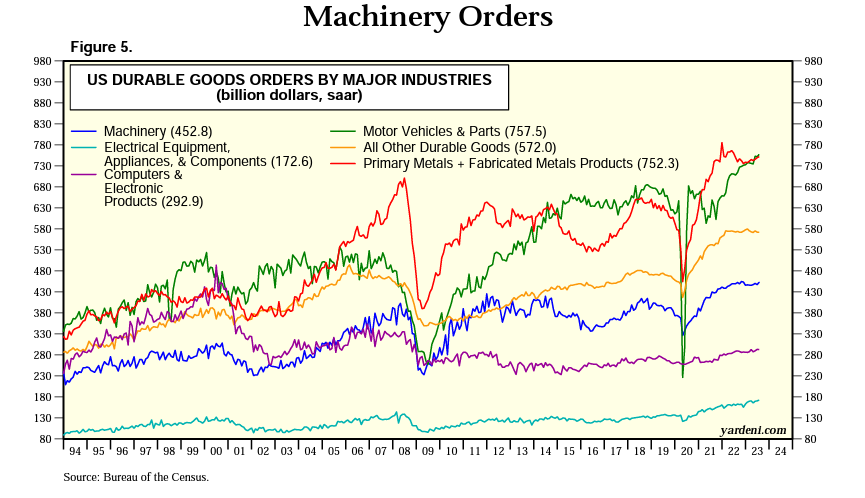 Machinery Orders
Figure 5.
US DURABLE GOODS ORDERS BY MAJOR INDUSTRIES
(billion dollars, saar)
Machinery (452.8)
Electrical Equipment,
Appliances, & Components (172.6)
Computers &
Electronic
Products (292.9)
Motor Vehicles & Parts (757.5)
All Other Durable Goods (572.0)
Primary Metals + Fabricated Metals Products (752.3)
980 980
930 930
880 880
830 830
780 780
730 730
680 680
630 630
580 580
530 530
480 480
430 430
380 380
330 330
280 280
230 230
180 180
130 130
80 80
yardeni.com
94 95 96 97 98 99 00 01 02 03 04 05 06 07 08 09 10 11 12 13 14 15 16 17 18 19 20 21 22 23 24
Source: Bureau of the Census.